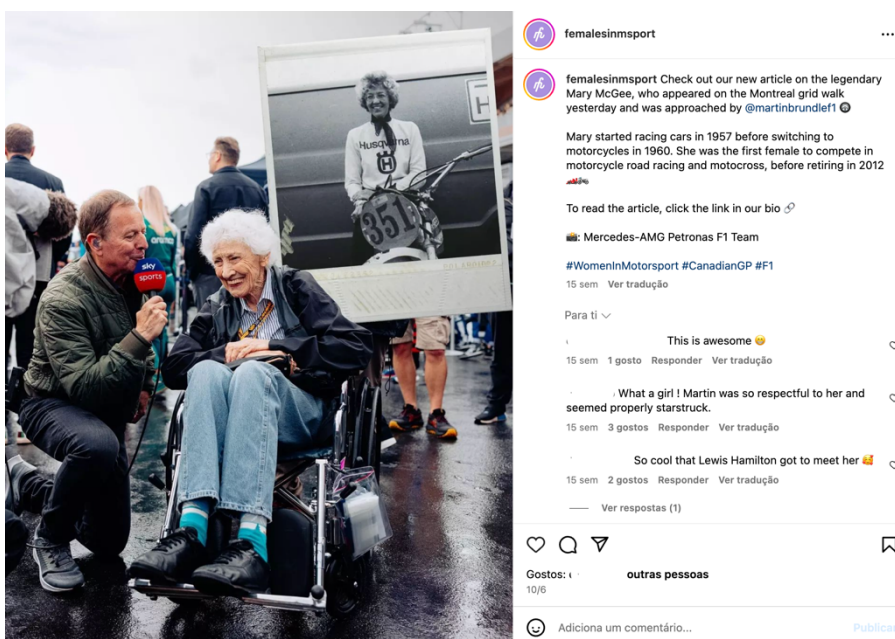 femalesinmsport
femalesinmsport Check out our new article on the legendary
Mary McGee, who appeared on the Montreal grid walk
yesterday and was approached by @martinbrundlef1
Mary started racing cars in 1957 before switching to
motorcycles in 1960. She was the first female to compete in
motorcycle road racing and motocross, before retiring in 2012
To read the article, click the link in our bio
: Mercedes-AMG Petronas F1 Team
#WomenInMotorsport #CanadianGP #F1
15 sem Ver tradução
Para ti
This is awesome
15 sem 1 gosto Responder Ver tradução
What a girl ! Martin was so respectful to her and
seemed properly starstruck.
15 sem 3 gostos Responder Ver tradução
So cool that Lewis Hamilton got to meet her
15 sem 2 gostos Responder Ver tradução
Ver respostas (1)
Gostos: outras pessoas
10/6
Adiciona um comentário...
Publicar
Husqvarna
H
351
sky
sports